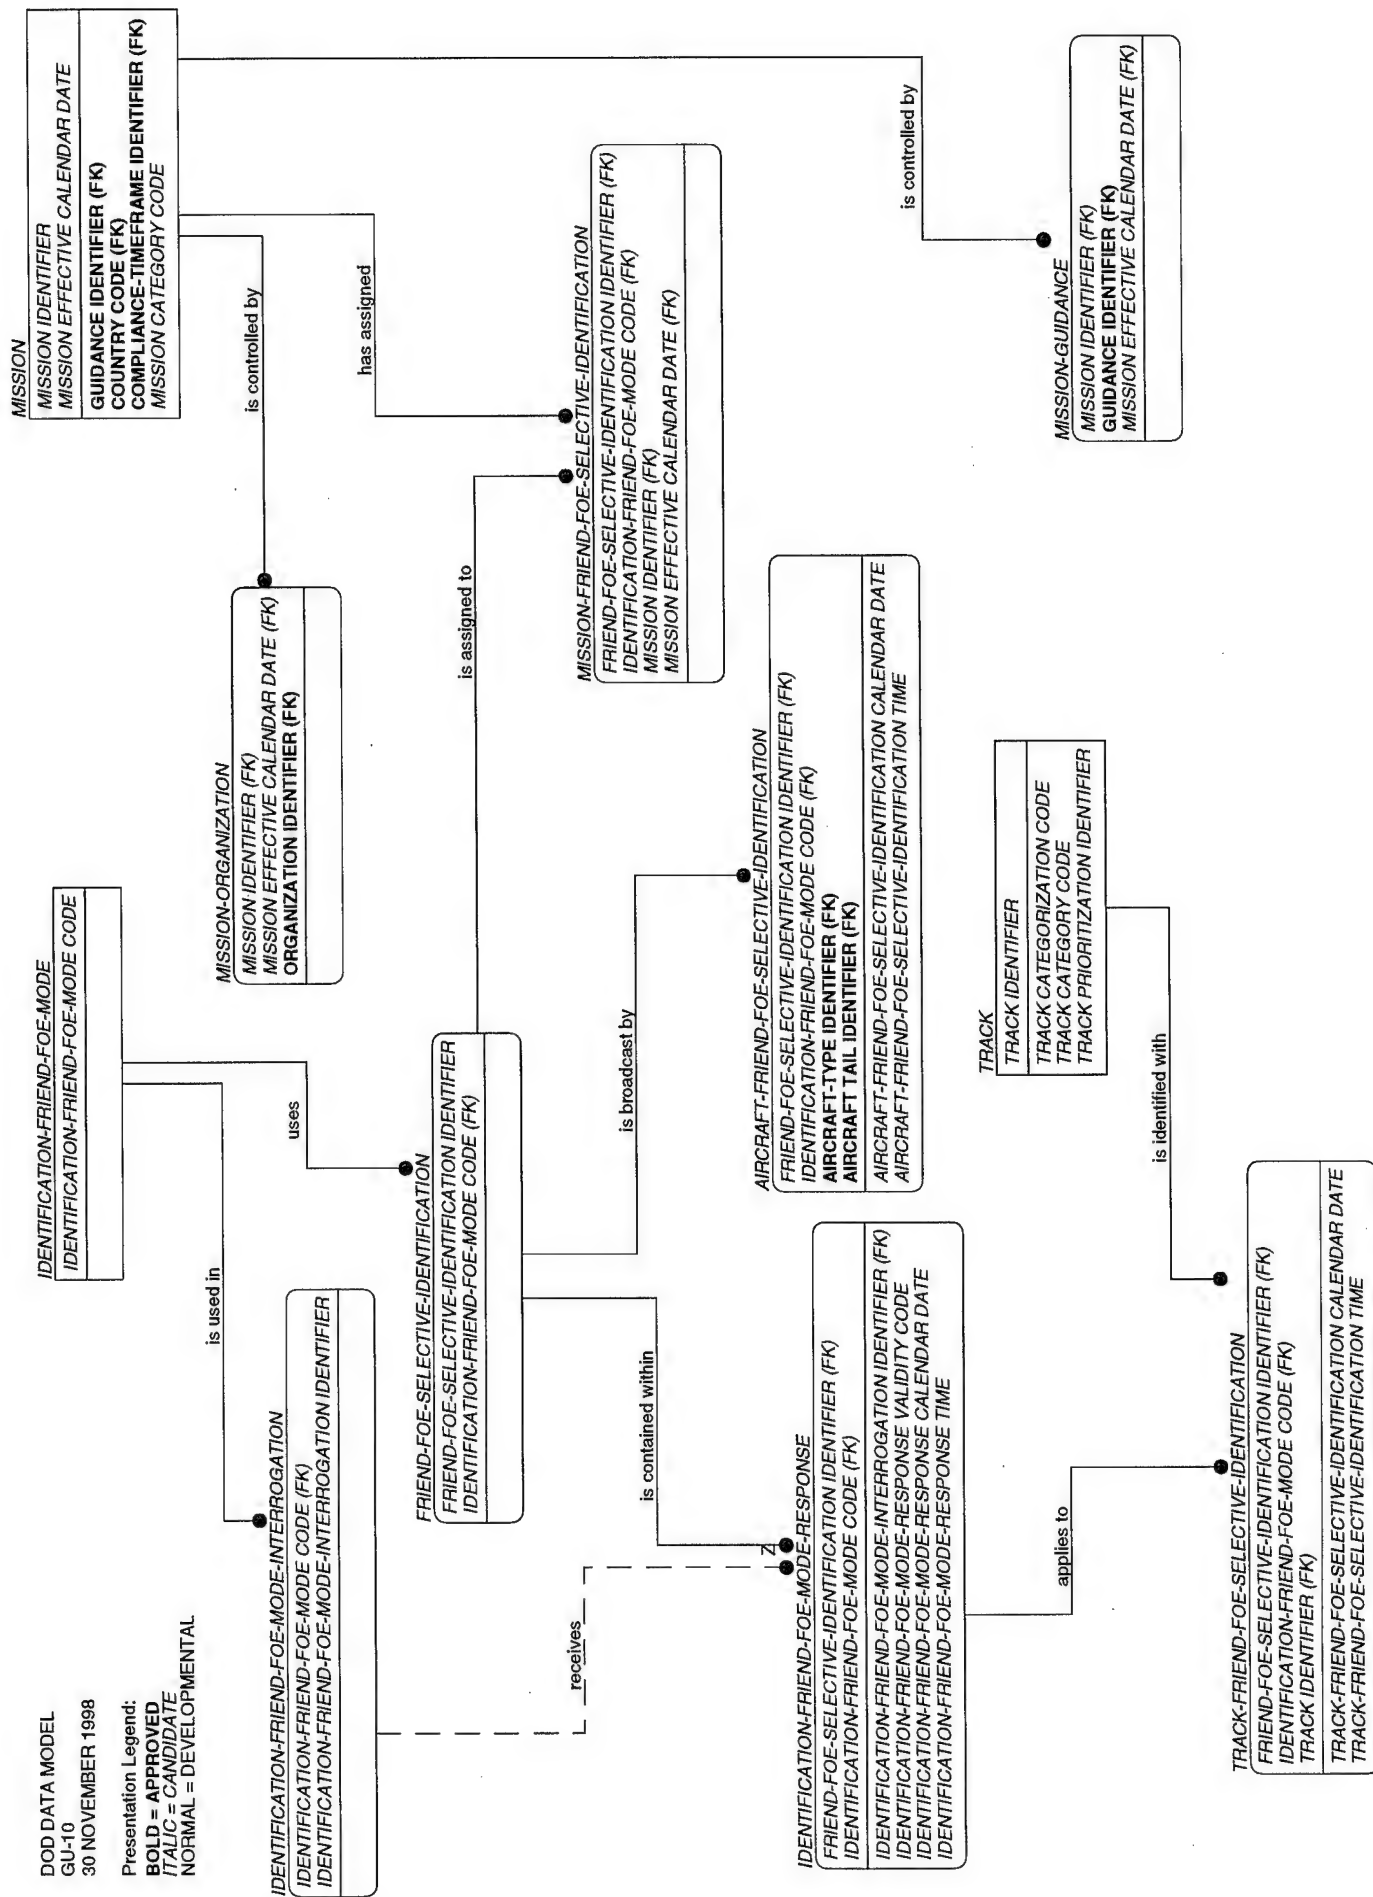 DOD DATA MODEL
GU-10
30 NOVEMBER 1998
Presentation Legend:
BOLD = APPROVED
ITALIC = CANDIDATE
NORMAL = DEVELOPMENTAL
IDENTIFICATION-FRIEND-FOE-MODE
IDENTIFICATION-FRIEND-FOE-MODE CODE
MISSION
MISSION IDENTIFIER
MISSION EFFECTIVE CALENDAR DATE
GUIDANCE IDENTIFIER (FK)
COUNTRY CODE (FK)
COMPLIANCE-TIMEFRAME IDENTIFIER (FK)
MISSION CATEGORY CODE
is used in
uses
is controlled by
has assigned
is controlled by
MISSION-ORGANIZATION
MISSION IDENTIFIER (FK)
MISSION EFFECTIVE CALENDAR DATE (FK)
ORGANIZATION IDENTIFIER (FK)
IDENTIFICATION-FRIEND-FOE-MODE-INTERROGATION
IDENTIFICATION-FRIEND-FOE-MODE CODE (FK)
IDENTIFICATION-FRIEND-FOE-MODE-INTERROGATION IDENTIFIER
FRIEND-FOE-SELECTIVE-IDENTIFICATION
FRIEND-FOE-SELECTIVE-IDENTIFICATION IDENTIFIER
IDENTIFICATION-FRIEND-FOE-MODE CODE (FK)
is assigned to
MISSION-FRIEND-FOE-SELECTIVE-IDENTIFICATION
FRIEND-FOE-SELECTIVE-IDENTIFICATION IDENTIFIER (FK)
IDENTIFICATION-FRIEND-FOE-MODE CODE (FK)
MISSION IDENTIFIER (FK)
MISSION EFFECTIVE CALENDAR DATE (FK)
receives
is contained within
Z
is broadcast by
IDENTIFICATION-FRIEND-FOE-MODE-RESPONSE
FRIEND-FOE-SELECTIVE-IDENTIFICATION IDENTIFIER (FK)
IDENTIFICATION-FRIEND-FOE-MODE CODE (FK)
IDENTIFICATION-FRIEND-FOE-MODE-INTERROGATION IDENTIFIER (FK)
IDENTIFICATION-FRIEND-FOE-MODE-RESPONSE VALIDITY CODE
IDENTIFICATION-FRIEND-FOE-MODE-RESPONSE CALENDAR DATE
IDENTIFICATION-FRIEND-FOE-MODE-RESPONSE TIME
AIRCRAFT-FRIEND-FOE-SELECTIVE-IDENTIFICATION
FRIEND-FOE-SELECTIVE-IDENTIFICATION IDENTIFIER (FK)
IDENTIFICATION-FRIEND-FOE-MODE CODE (FK)
AIRCRAFT-TYPE IDENTIFIER (FK)
AIRCRAFT TAIL IDENTIFIER (FK)
AIRCRAFT-FRIEND-FOE-SELECTIVE-IDENTIFICATION CALENDAR DATE
AIRCRAFT-FRIEND-FOE-SELECTIVE-IDENTIFICATION TIME
TRACK
TRACK IDENTIFIER
TRACK CATEGORIZATION CODE
TRACK CATEGORY CODE
TRACK PRIORITIZATION IDENTIFIER
MISSION-GUIDANCE
MISSION IDENTIFIER (FK)
GUIDANCE IDENTIFIER (FK)
MISSION EFFECTIVE CALENDAR DATE (FK)
applies to
is identified with
TRACK-FRIEND-FOE-SELECTIVE-IDENTIFICATION
FRIEND-FOE-SELECTIVE-IDENTIFICATION IDENTIFIER (FK)
IDENTIFICATION-FRIEND-FOE-MODE CODE (FK)
TRACK IDENTIFIER (FK)
TRACK-FRIEND-FOE-SELECTIVE-IDENTIFICATION CALENDAR DATE
TRACK-FRIEND-FOE-SELECTIVE-IDENTIFICATION TIME